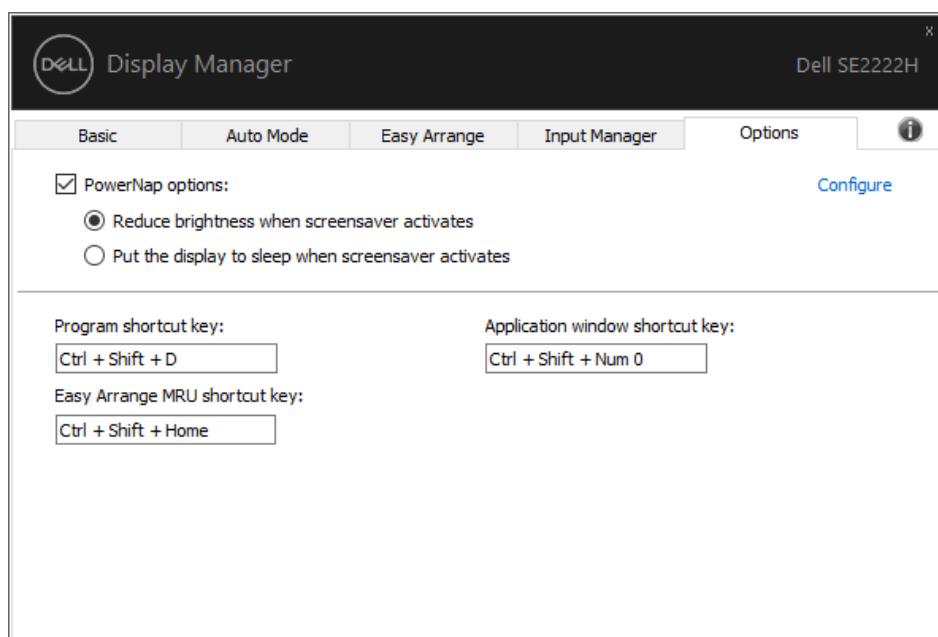 DELL Display Manager
Dell SE2222H
x
Basic Auto Mode Easy Arrange Input Manager Options
PowerNap options: Configure
Reduce brightness when screensaver activates
Put the display to sleep when screensaver activates
Program shortcut key: Application window shortcut key:
Ctrl + Shift + D Ctrl + Shift + Num 0
Easy Arrange MRU shortcut key:
Ctrl + Shift + Home